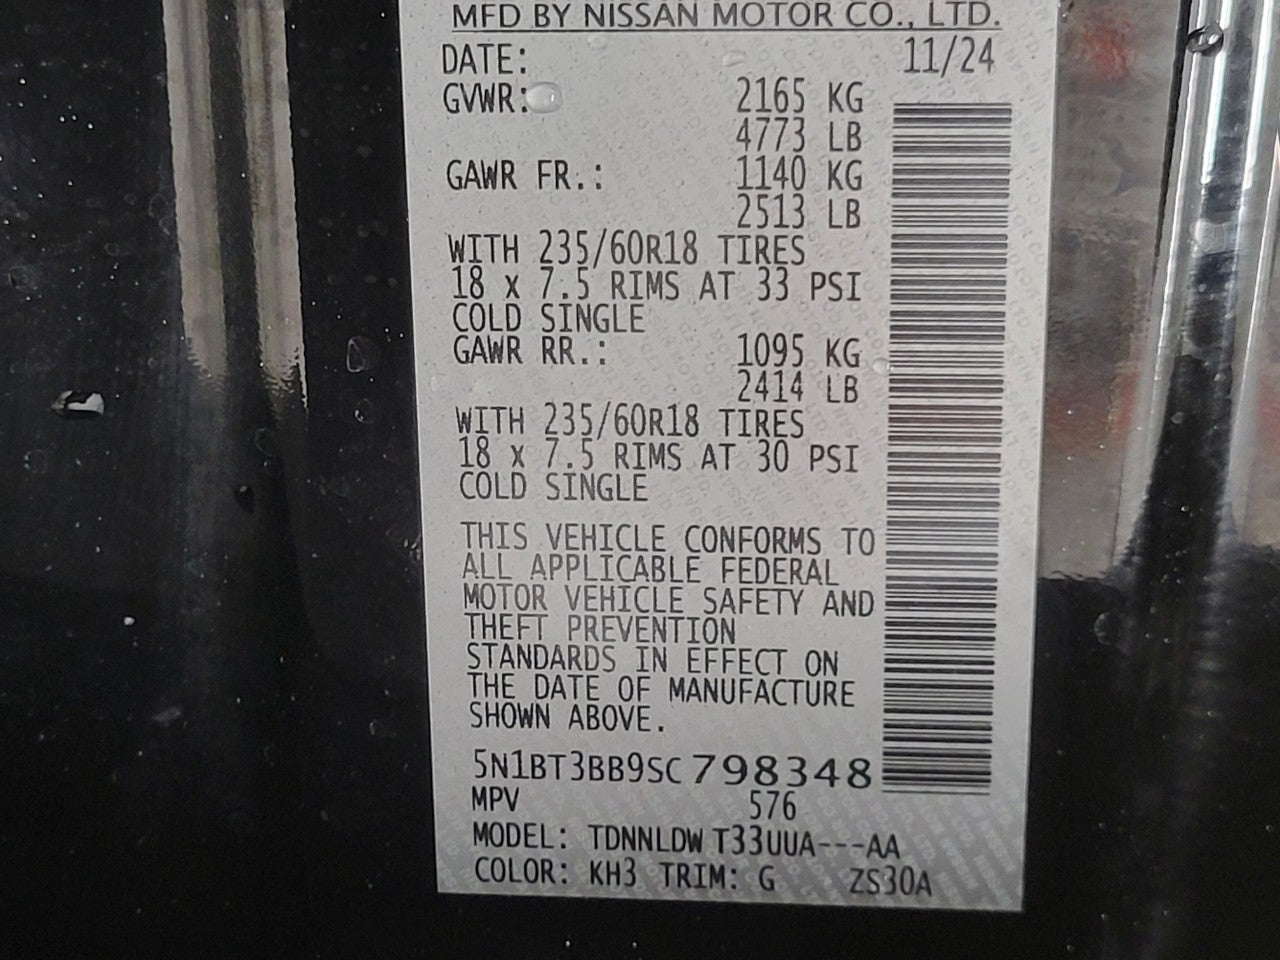 MFD BY NISSAN MOTOR CO., LTD.
DATE: 11/24
GVWR: 2165 KG
4773 LB
GAWR FR.: 1140 KG
2513 LB
WITH 235/60R18 TIRES
18 x 7.5 RIMS AT 33 PSI
COLD SINGLE
GAWR RR.: 1095 KG
2414 LB
WITH 235/60R18 TIRES
18 x 7.5 RIMS AT 30 PSI
COLD SINGLE
THIS VEHICLE CONFORMS TO
ALL APPLICABLE FEDERAL
MOTOR VEHICLE SAFETY AND
THEFT PREVENTION
STANDARDS IN EFFECT ON
THE DATE OF MANUFACTURE
SHOWN ABOVE.
5N1BT3BB9SC798348
MPV 576
MODEL: TDNNLDW T33UUA---AA
COLOR: KH3 TRIM: G ZS30A